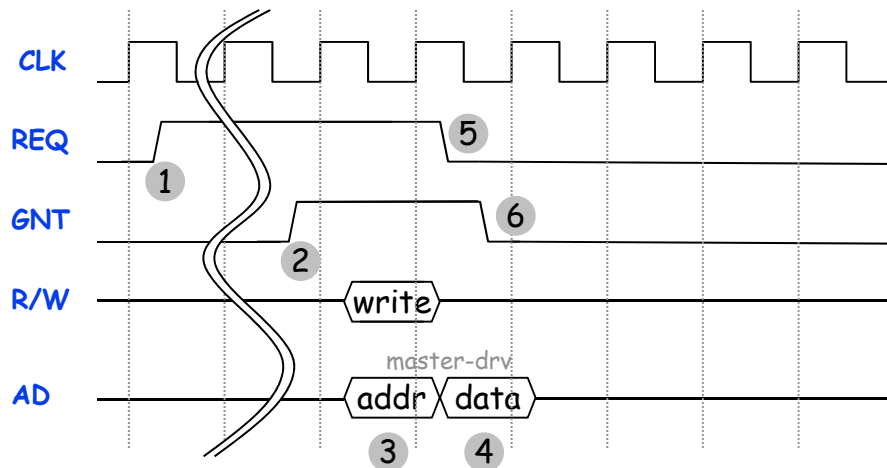 CLK
REQ
5
1
GNT
6
2
R/W
write
master-drv
AD
addr data
3 4